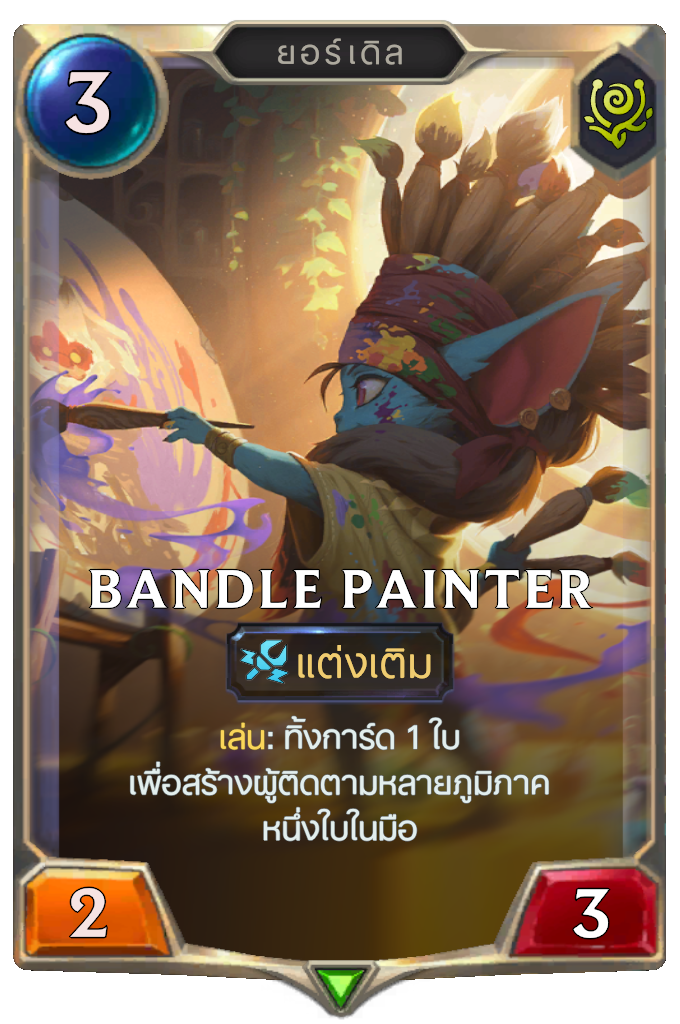 3
ยอร์เดิล
BANDLE PAINTER
แต่งเติม
เล่น: ทิ้งการ์ด 1 ใบ
เพื่อสร้างผู้ติดตามหลายภูมิภาค
หนึ่งใบในมือ
2
3